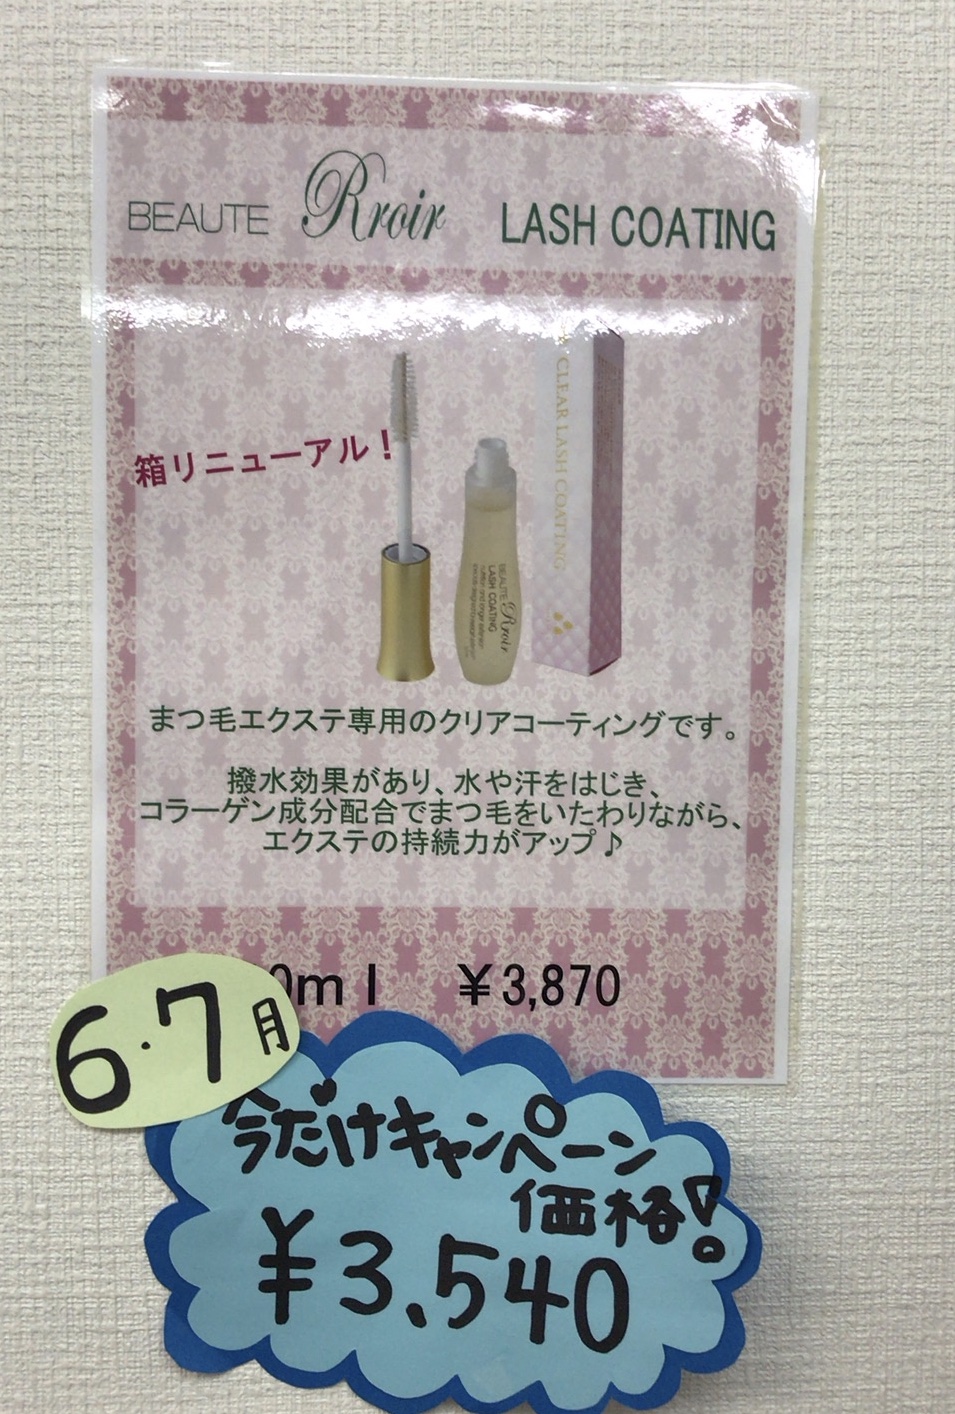 BEAUTE Rroir LASH COATING
箱リニューアル！
CLEAR LASH COATING
BEAUTE Rroir
LASH COATING
まつ毛エクステ専用のクリアコーティングです。
撥水効果があり、水や汗をはじき、
コラーゲン成分配合でまつ毛をいたわりながら、
エクステの持続力がアップ♪
0ml ￥3,870
6・7月
今だけキャンペーン
価格！
¥3,540